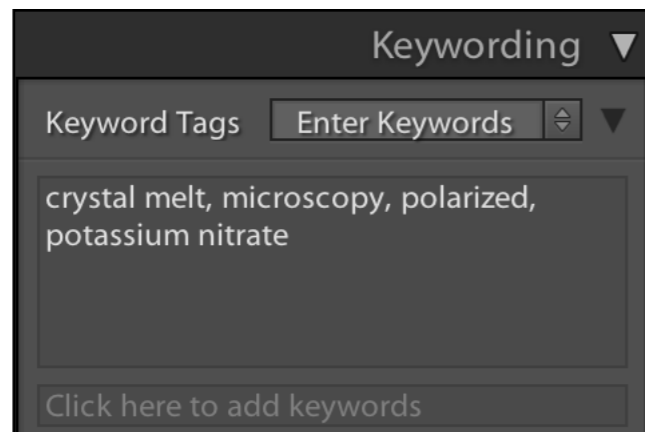 Keywording
Keyword Tags Enter Keywords
crystal melt, microscopy, polarized,
potassium nitrate
Click here to add keywords